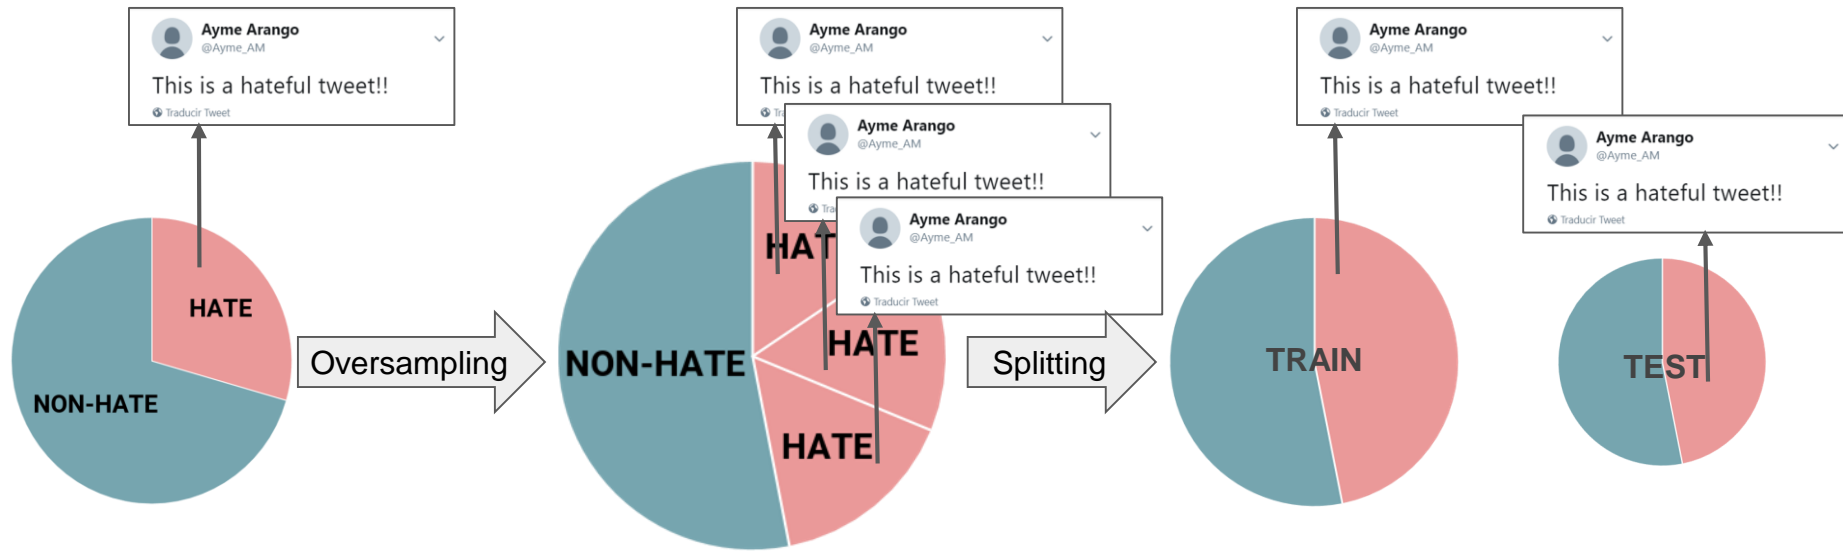 Ayme Arango
@Ayme_AM
This is a hateful tweet!!
Traducir Tweet
HATE
NON-HATE
Oversampling
Ayme Arango
@Ayme_AM
This is a hateful tweet!!
Ayme Arango
@Ayme_AM
This is a hateful tweet!!
Ayme Arango
@Ayme_AM
This is a hateful tweet!!
Traducir Tweet
HAT
HATE
NON-HATE
HATE
Splitting
Ayme Arango
@Ayme_AM
This is a hateful tweet!!
Traducir Tweet
TRAIN
Ayme Arango
@Ayme_AM
This is a hateful tweet!!
Traducir Tweet
TEST